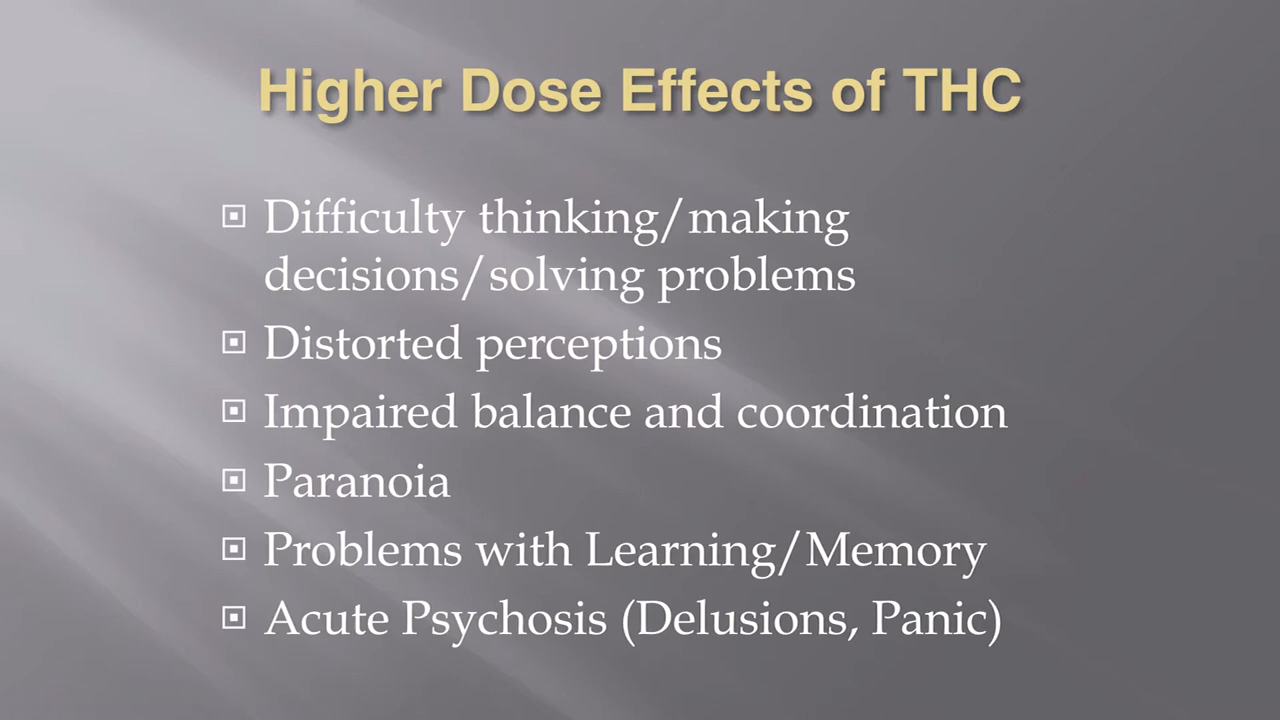 Higher Dose Effects of THC
Difficulty thinking/making
decisions/solving problems
Distorted perceptions
Impaired balance and coordination
Paranoia
Problems with Learning/Memory
Acute Psychosis (Delusions, Panic)